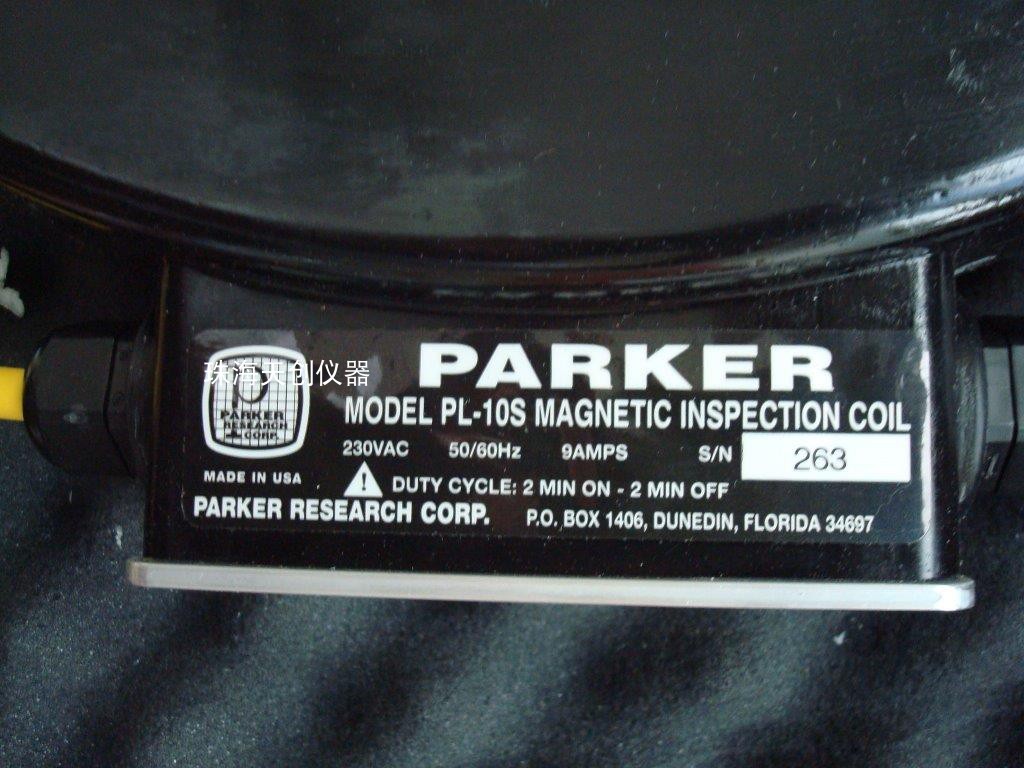 珠海天创仪器
PARKER
RESEARCH
CORP.
MADE IN USA
PARKER
MODEL PL-10S MAGNETIC INSPECTION COIL
230VAC 50/60Hz 9AMPS S/N 263
! DUTY CYCLE: 2 MIN ON - 2 MIN OFF
PARKER RESEARCH CORP. P.O. BOX 1406, DUNEDIN, FLORIDA 34697